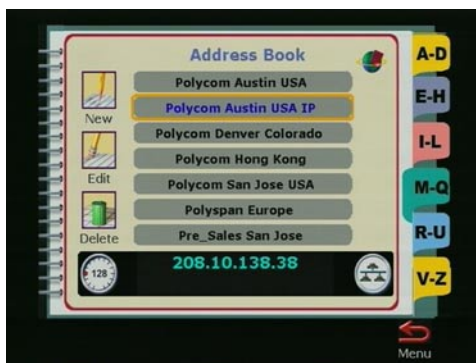 Address Book
A-D
E-H
I-L
M-Q
R-U
V-Z
New
Edit
Delete
Polycom Austin USA
Polycom Austin USA IP
Polycom Denver Colorado
Polycom Hong Kong
Polycom San Jose USA
Polyspan Europe
Pre_Sales San Jose
128
208.10.138.38
Menu